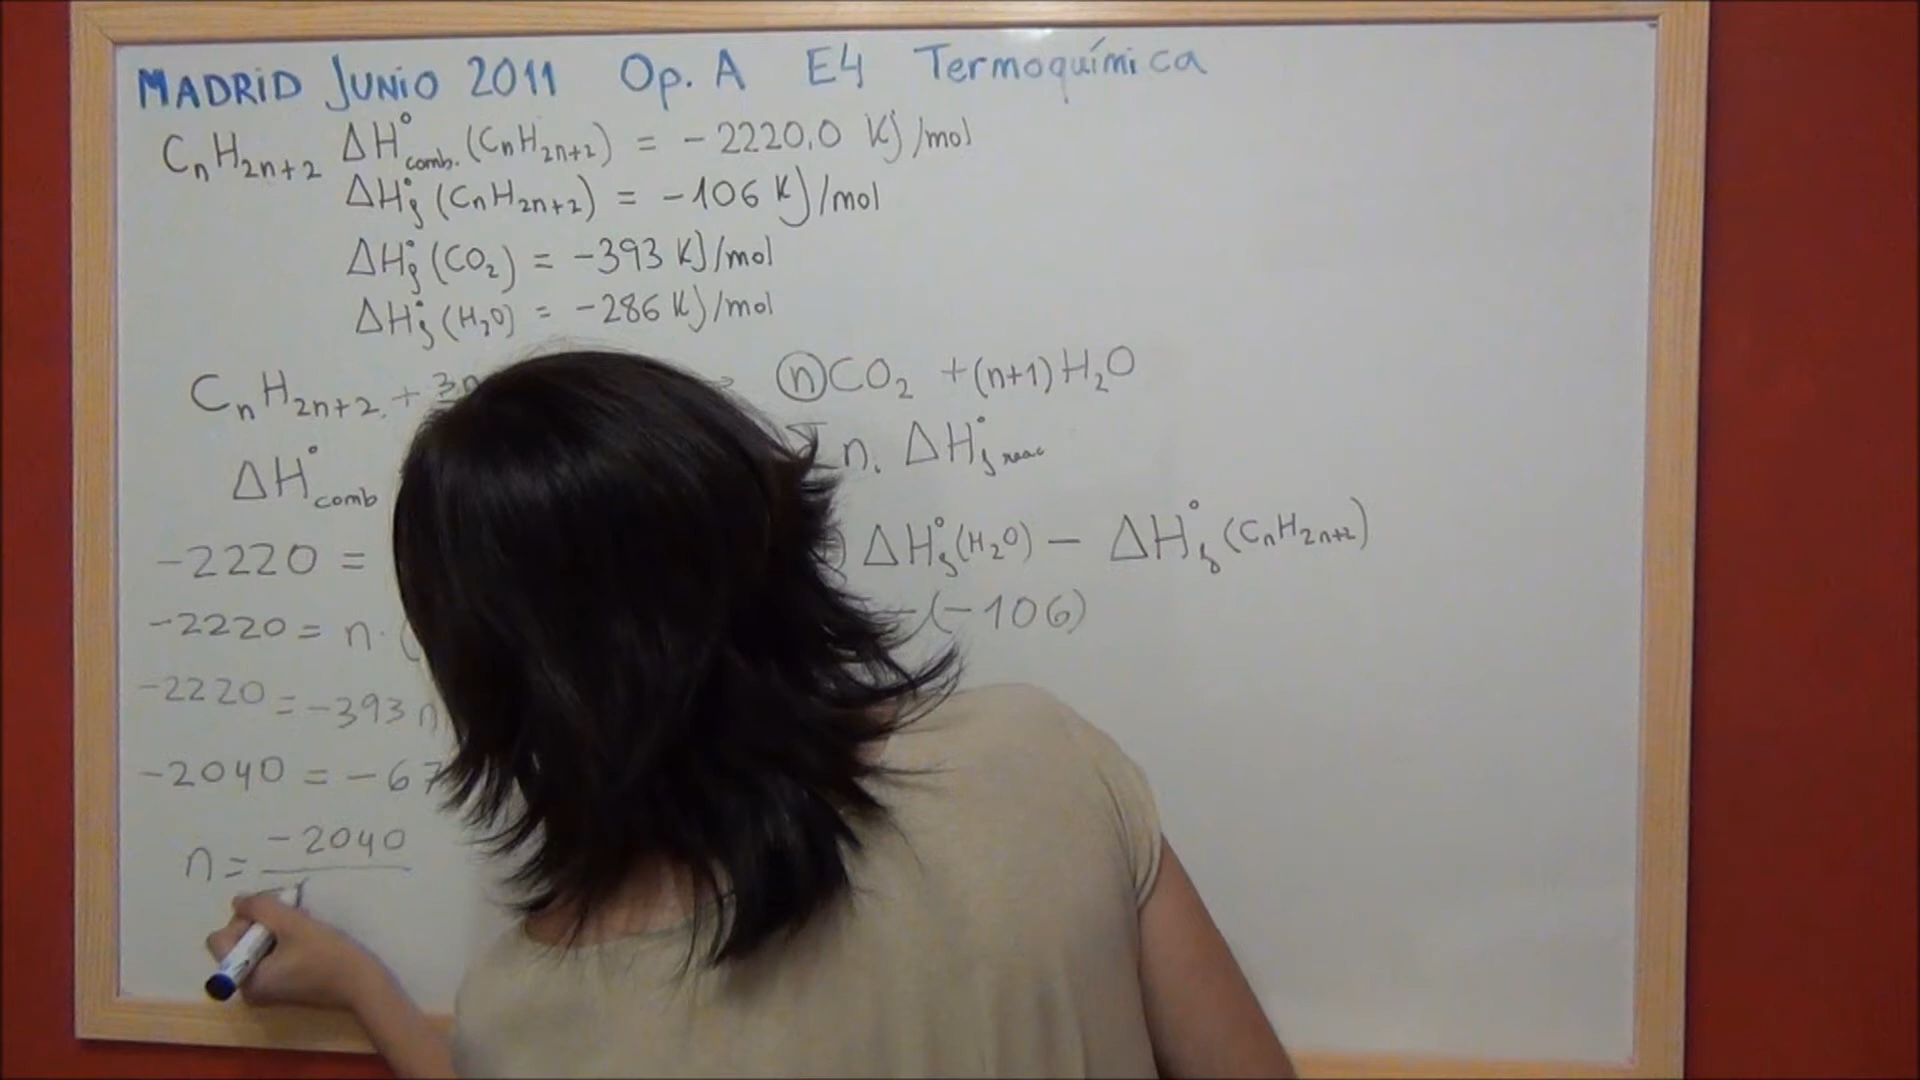 MADRID JUNIO 2011 Op. A E4 Termoquímica
CnH2n+2 ΔH°comb. (CnH2n+2) = -2220,0 KJ/mol
ΔH°f (CnH2n+2) = -106 KJ/mol
ΔH°f (CO2) = -393 KJ/mol
ΔH°f (H2O) = -286 KJ/mol
CnH2n+2 + 3n → (n)CO2 + (n+1) H2O
ΔH°comb Σn. ΔH°f reac
-2220 = ) ΔH°f (H2O) - ΔH°f (CnH2n+2)
-2220 = n. ( -(-106)
-2220 = -393 n
-2040 = -67
n = -2040